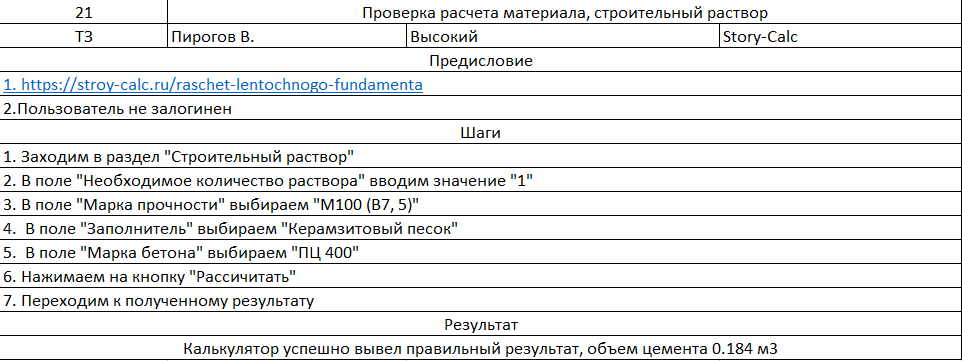 21 Проверка расчета материала, строительный раствор
ТЗ Пирогов В. Высокий Story-Calc
Предисловие
1. https://stroy-calc.ru/raschet-lentochnogo-fundamenta
2.Пользователь не залогинен
Шаги
1. Заходим в раздел "Строительный раствор"
2. В поле "Необходимое количество раствора" вводим значение "1"
3. В поле "Марка прочности" выбираем "М100 (В7, 5)"
4.  В поле "Заполнитель" выбираем "Керамзитовый песок"
5.  В поле "Марка бетона" выбираем "ПЦ 400"
6. Нажимаем на кнопку "Рассичитать"
7. Переходим к полученному результату
Результат
Калькулятор успешно вывел правильный результат, объем цемента 0.184 м3